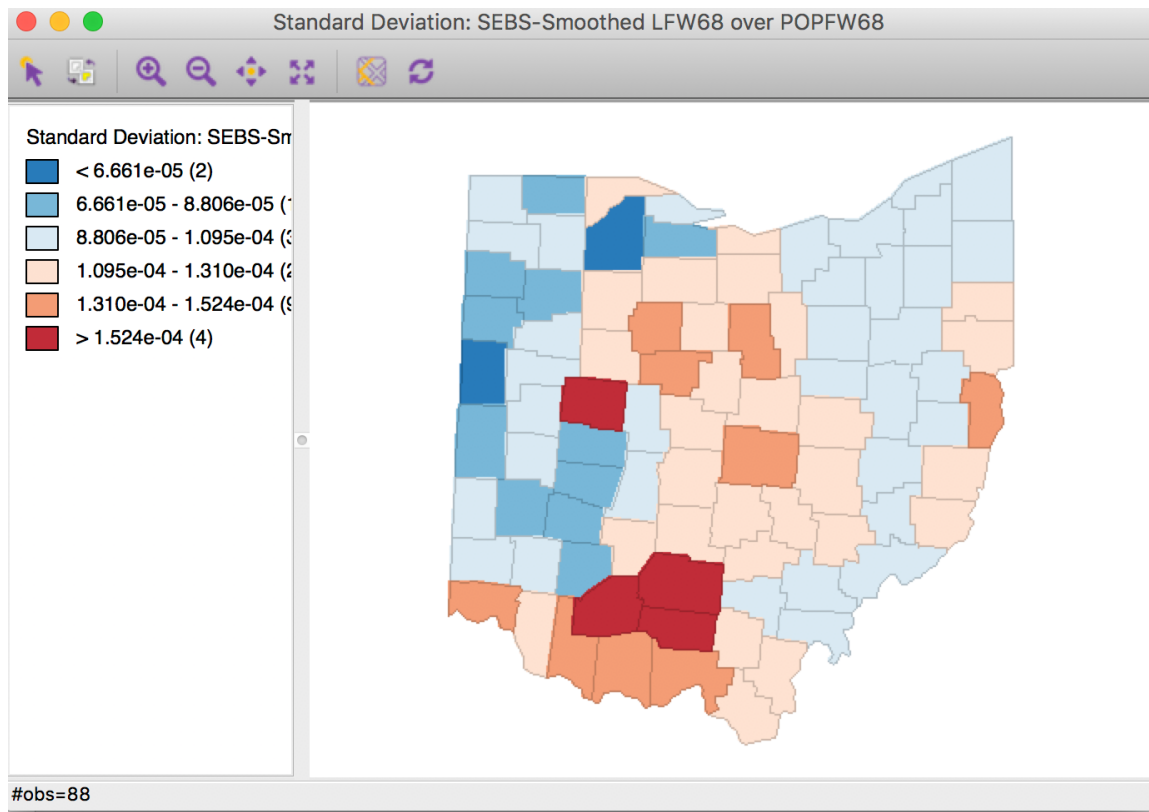 Standard Deviation: SEBS-Smoothed LFW68 over POPFW68
Standard Deviation: SEBS-Sm
< 6.661e-05 (2)
6.661e-05 - 8.806e-05 (1
8.806e-05 - 1.095e-04 (3
1.095e-04 - 1.310e-04 (2
1.310e-04 - 1.524e-04 (9
> 1.524e-04 (4)
#obs=88